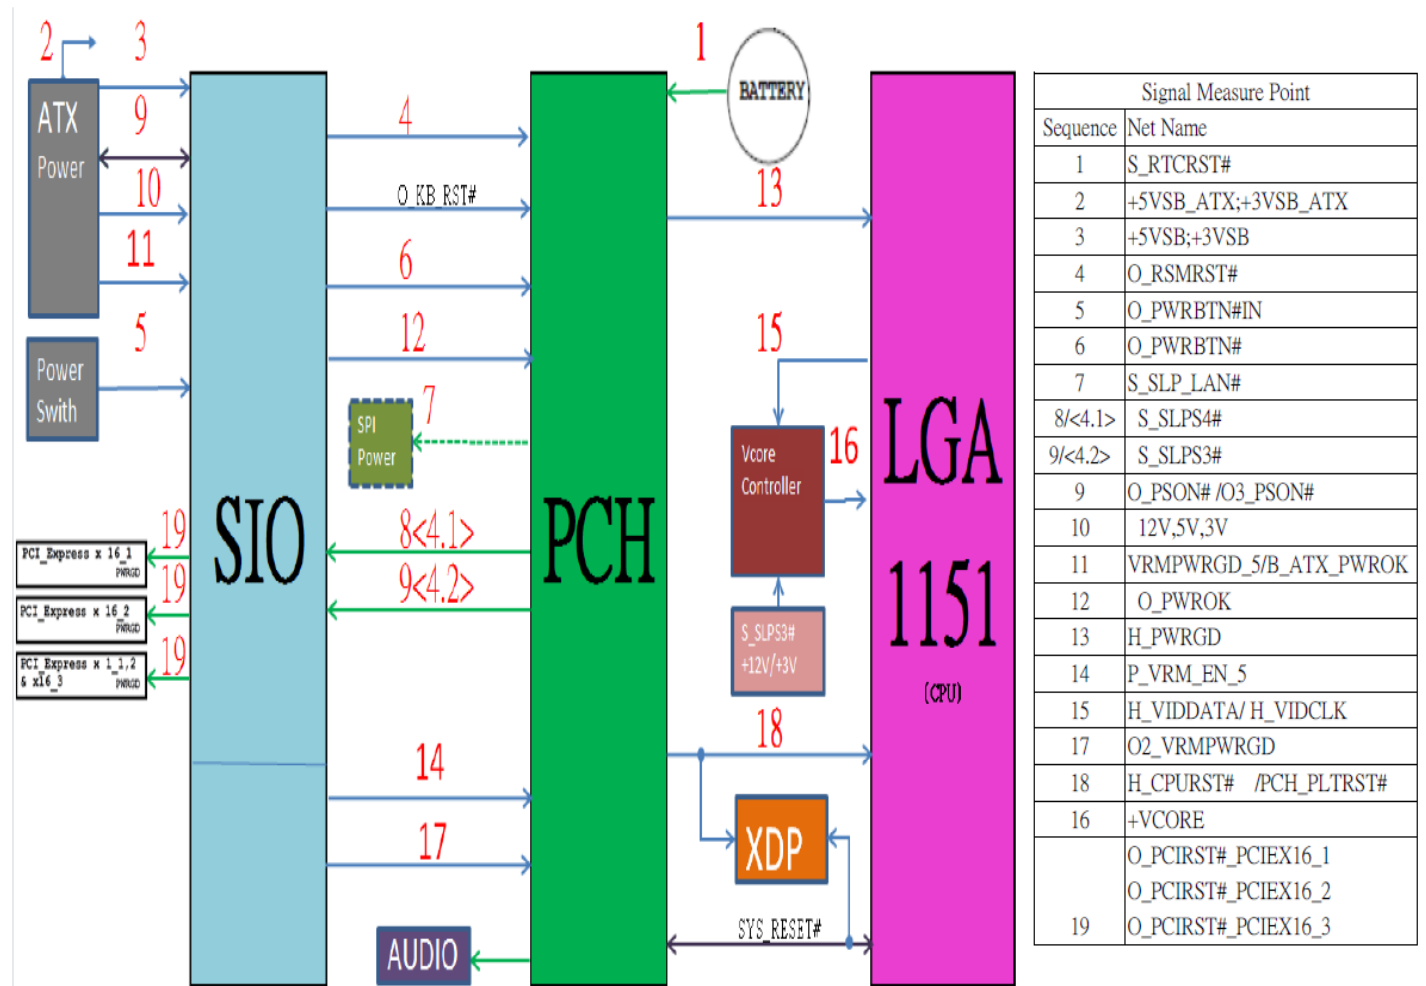 2
3
ATX
Power
9
10
11
5
Power
Swith
19
PCI_Express x 16_1
PWRGD
19
PCI_Express x 16_2
PWRGD
19
PCI_Express x 1_1,2
& x16_3
PWRGD
SIO
4
O_KB_RST#
6
12
7
SPI
Power
8<4.1>
9<4.2>
14
17
AUDIO
PCH
1
BATTERY
13
15
Vcore
Controller
16
S_SLPS3#
+12V/+3V
18
XDP
SYS_RESET#
LGA
1151
(CPU)
Signal Measure Point
Sequence Net Name
1 S_RTCRST#
2 +5VSB_ATX;+3VSB_ATX
3 +5VSB;+3VSB
4 O_RSMRST#
5 O_PWRBTN#IN
6 O_PWRBTN#
7 S_SLP_LAN#
8/<4.1> S_SLPS4#
9/<4.2> S_SLPS3#
9 O_PSON# /O3_PSON#
10 12V,5V,3V
11 VRMPWRGD_5/B_ATX_PWROK
12 O_PWROK
13 H_PWRGD
14 P_VRM_EN_5
15 H_VIDDATA/ H_VIDCLK
17 O2_VRMPWRGD
18 H_CPURST# /PCH_PLTRST#
16 +VCORE
O_PCIRST#_PCIEX16_1
O_PCIRST#_PCIEX16_2
19 O_PCIRST#_PCIEX16_3